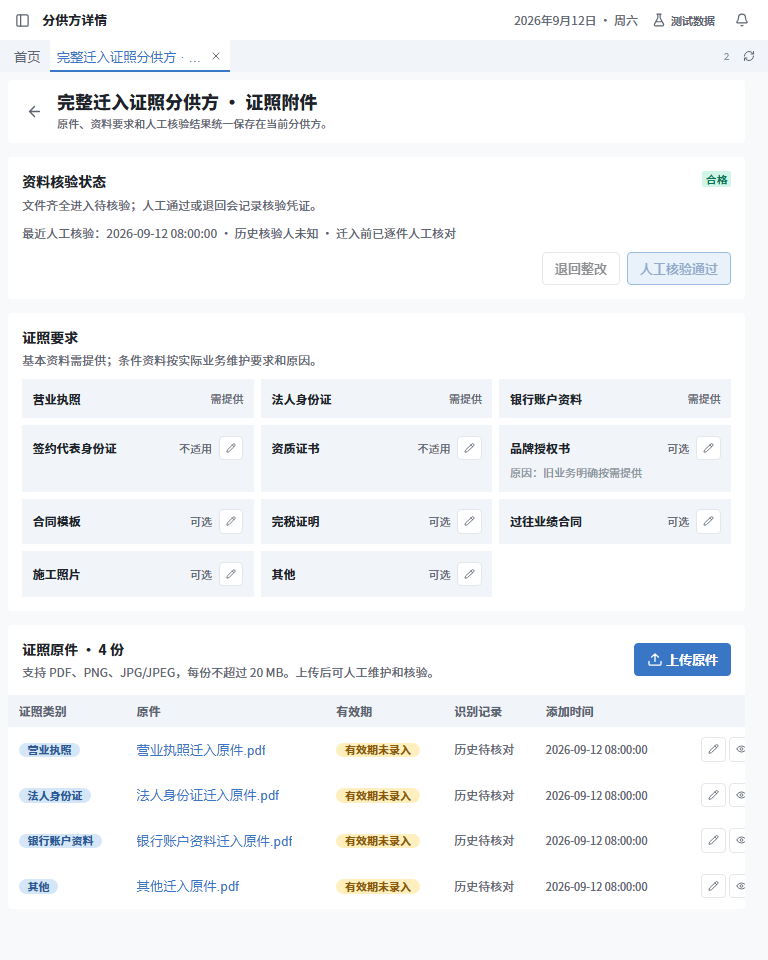 分供方详情
2026年9月12日 · 周六
测试数据
首页
完整迁入证照分供方 · ...
2
完整迁入证照分供方 · 证照附件
原件、资料要求和人工核验结果统一保存在当前分供方。
资料核验状态
合格
文件齐全进入待核验；人工通过或退回会记录核验凭证。
最近人工核验：2026-09-12 08:00:00 · 历史核验人未知 · 迁入前已逐件人工核对
退回整改
人工核验通过
证照要求
基本资料需提供；条件资料按实际业务维护要求和原因。
营业执照 需提供
法人身份证 需提供
银行账户资料 需提供
签约代表身份证 不适用
资质证书 不适用
品牌授权书 可选
原因：旧业务明确按需提供
合同模板 可选
完税证明 可选
过往业绩合同 可选
施工照片 可选
其他 可选
证照原件 · 4 份
支持 PDF、PNG、JPG/JPEG，每份不超过 20 MB。上传后可人工维护和核验。
上传原件
证照类别 原件 有效期 识别记录 添加时间
营业执照 营业执照迁入原件.pdf 有效期未录入 历史待核对 2026-09-12 08:00:00
法人身份证 法人身份证迁入原件.pdf 有效期未录入 历史待核对 2026-09-12 08:00:00
银行账户资料 银行账户资料迁入原件.pdf 有效期未录入 历史待核对 2026-09-12 08:00:00
其他 其他迁入原件.pdf 有效期未录入 历史待核对 2026-09-12 08:00:00